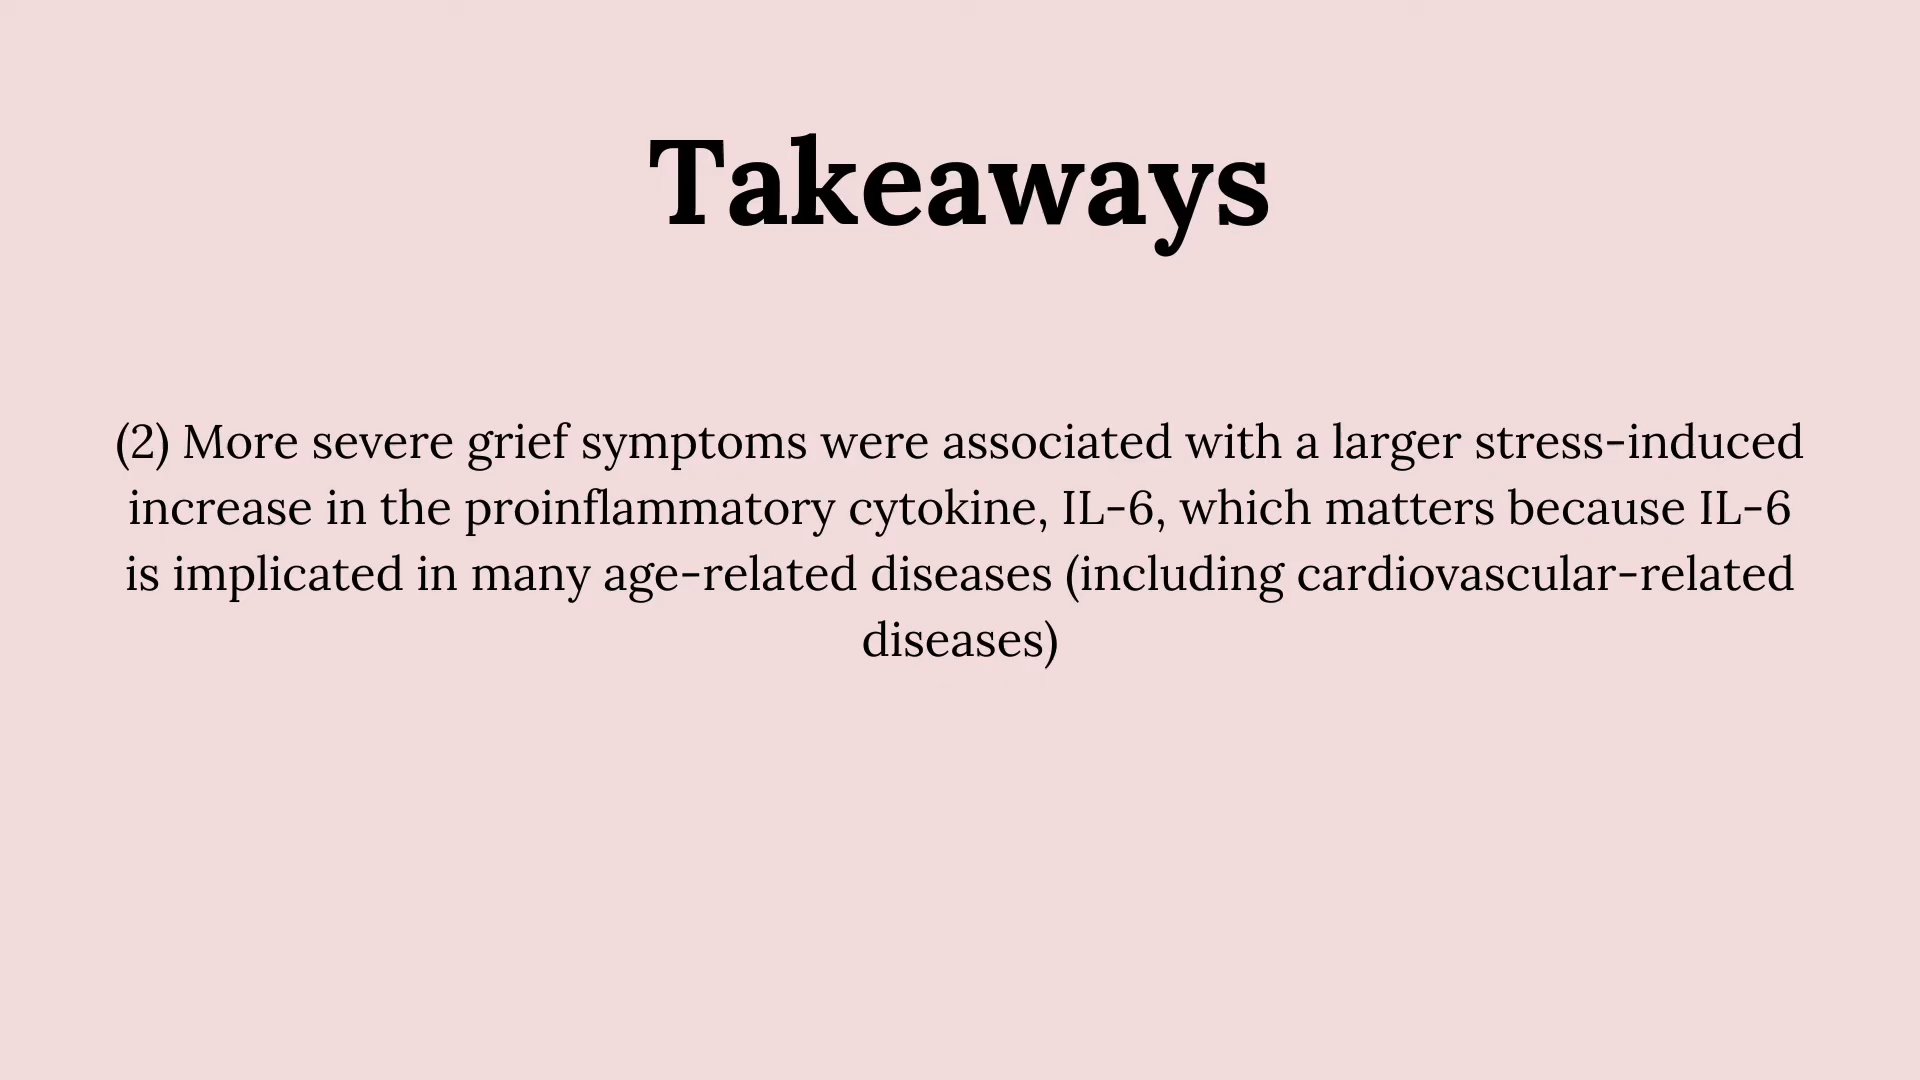 Takeaways
(2) More severe grief symptoms were associated with a larger stress-induced
increase in the proinflammatory cytokine, IL-6, which matters because IL-6
is implicated in many age-related diseases (including cardiovascular-related
diseases)